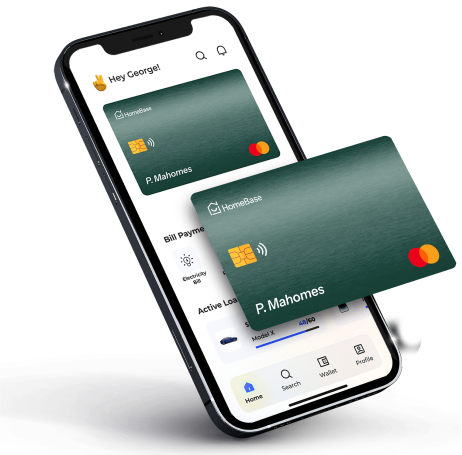 Hey George!
HomeBase
P. Mahomes
HomeBase
P. Mahomes
Bill Payme
Electricity
Bill
Active Loa
Model X
48/60
Home
Search
Wallet
Profile